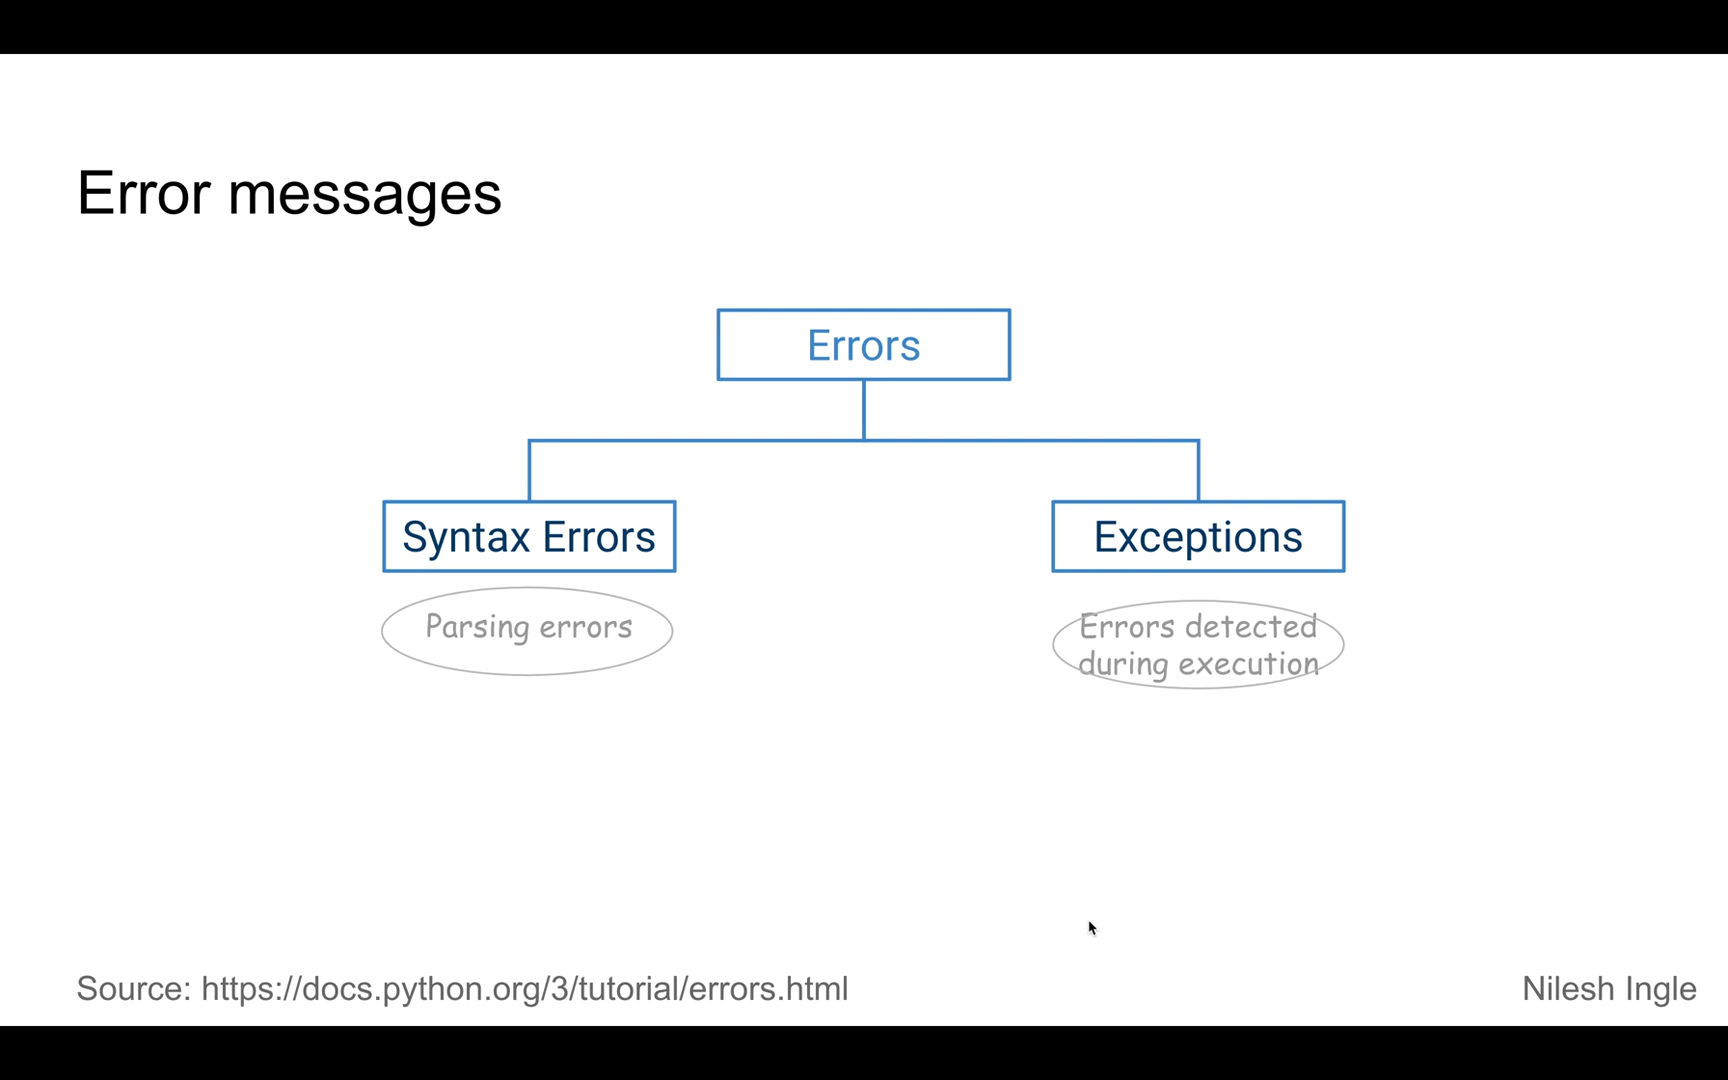 Error messages
Errors
Syntax Errors
Exceptions
Parsing errors
Errors detected
during execution
Source: https://docs.python.org/3/tutorial/errors.html
Nilesh Ingle